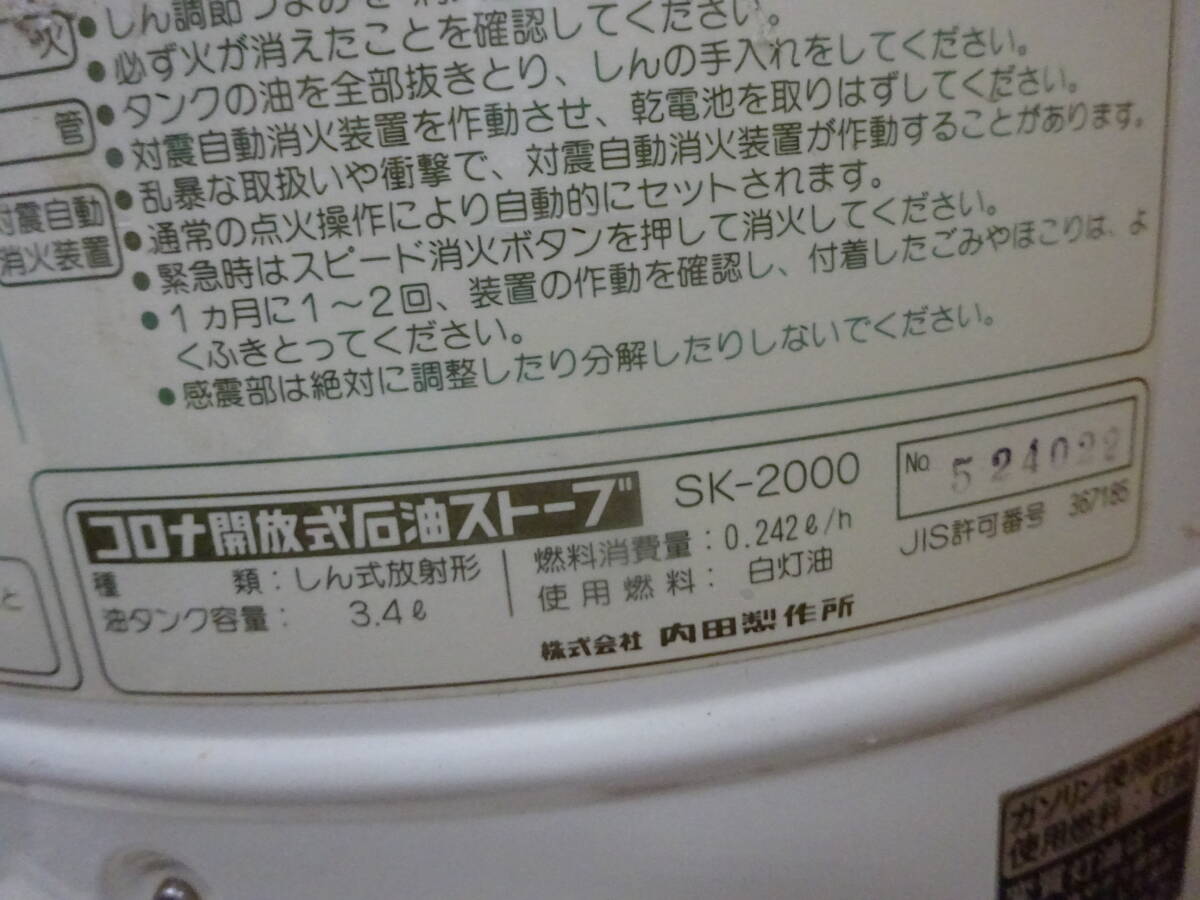 火
●しん調節つまみを
●必ず火が消えたことを確認してください。
管
●タンクの油を全部抜きとり、しんの手入れをしてください。
●対震自動消火装置を作動させ、乾電池を取りはずしてください。
対震自動
消火装置
●乱暴な取扱いや衝撃で、対震自動消火装置が作動することがあります。
●通常の点火操作により自動的にセットされます。
●緊急時はスピード消火ボタンを押して消火してください。
●1ヵ月に1〜2回、装置の作動を確認し、付着したごみやほこりは、よ
くふきとってください。
●感震部は絶対に調整したり分解したりしないでください。
と
コロナ開放式石油ストーブ SK-2000
No. 524022
種類：しん式放射形
油タンク容量： 3.4ℓ
燃料消費量：0.242ℓ/h
使用燃料： 白灯油
JIS許可番号 367185
株式会社 内田製作所
ガソリン使用禁止
使用燃料：灯油